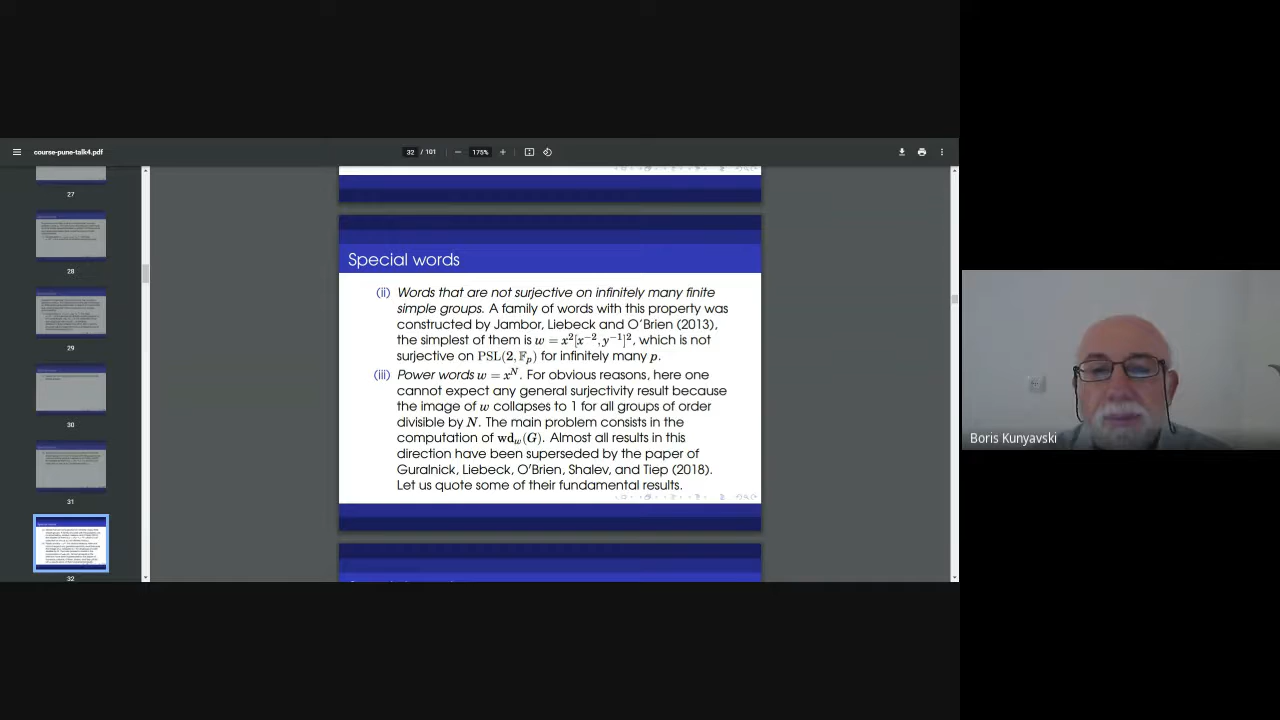 course-pune-talk4.pdf
32 / 101
175%
27
28
29
30
31
32
Special words
(ii) Words that are not surjective on infinitely many finite
simple groups. A family of words with this property was
constructed by Jambor, Liebeck and O´Brien (2013),
the simplest of them is w = x²[x⁻², y⁻¹]², which is not
surjective on PSL(2, 𝔽ₚ) for infinitely many p.
(iii) Power words w = xᴺ. For obvious reasons, here one
cannot expect any general surjectivity result because
the image of w collapses to 1 for all groups of order
divisible by N. The main problem consists in the
computation of wd_w(G). Almost all results in this
direction have been superseded by the paper of
Guralnick, Liebeck, O'Brien, Shalev, and Tiep (2018).
Let us quote some of their fundamental results.
Boris Kunyavski